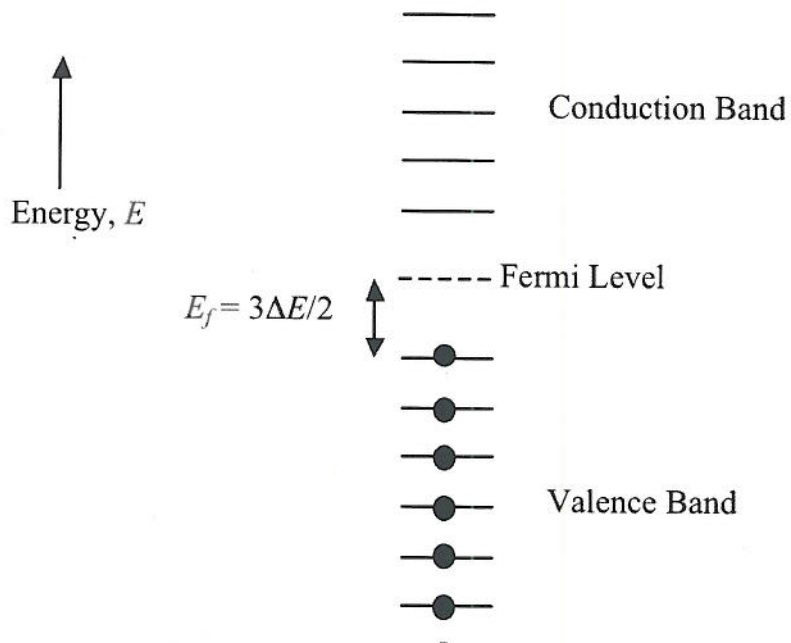 Conduction Band
Energy, E
Fermi Level
E_f = 3ΔE/2
Valence Band